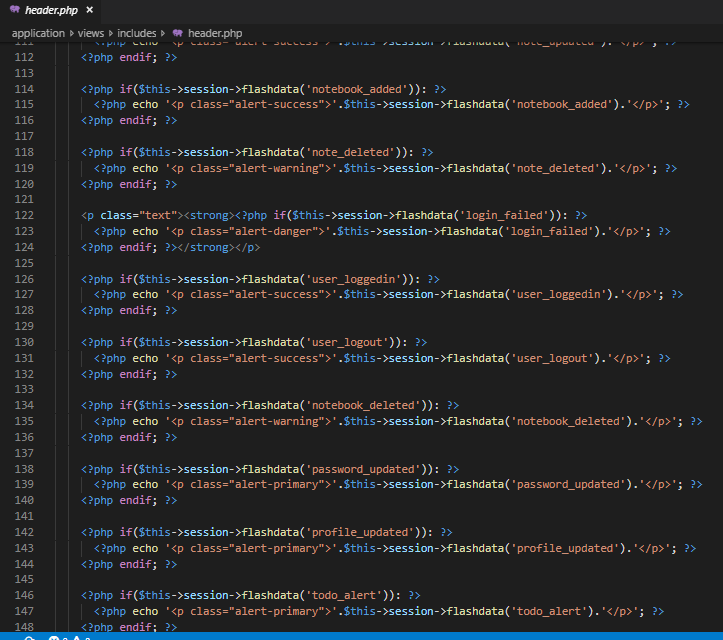 header.php ×
application > views > includes > header.php
111 <?php echo '<p class="alert-success">'.$this->session->flashdata('note_updated').'</p>'; ?>
112 <?php endif; ?>
113
114 <?php if($this->session->flashdata('notebook_added')): ?>
115 <?php echo '<p class="alert-success">'.$this->session->flashdata('notebook_added').'</p>'; ?>
116 <?php endif; ?>
117
118 <?php if($this->session->flashdata('note_deleted')): ?>
119 <?php echo '<p class="alert-warning">'.$this->session->flashdata('note_deleted').'</p>'; ?>
120 <?php endif; ?>
121
122 <p class="text"><strong><?php if($this->session->flashdata('login_failed')): ?>
123 <?php echo '<p class="alert-danger">'.$this->session->flashdata('login_failed').'</p>'; ?>
124 <?php endif; ?></strong></p>
125
126 <?php if($this->session->flashdata('user_loggedin')): ?>
127 <?php echo '<p class="alert-success">'.$this->session->flashdata('user_loggedin').'</p>'; ?>
128 <?php endif; ?>
129
130 <?php if($this->session->flashdata('user_logout')): ?>
131 <?php echo '<p class="alert-success">'.$this->session->flashdata('user_logout').'</p>'; ?>
132 <?php endif; ?>
133
134 <?php if($this->session->flashdata('notebook_deleted')): ?>
135 <?php echo '<p class="alert-warning">'.$this->session->flashdata('notebook_deleted').'</p>'; ?>
136 <?php endif; ?>
137
138 <?php if($this->session->flashdata('password_updated')): ?>
139 <?php echo '<p class="alert-primary">'.$this->session->flashdata('password_updated').'</p>'; ?>
140 <?php endif; ?>
141
142 <?php if($this->session->flashdata('profile_updated')): ?>
143 <?php echo '<p class="alert-primary">'.$this->session->flashdata('profile_updated').'</p>'; ?>
144 <?php endif; ?>
145
146 <?php if($this->session->flashdata('todo_alert')): ?>
147 <?php echo '<p class="alert-primary">'.$this->session->flashdata('todo_alert').'</p>'; ?>
148 <?php endif; ?>